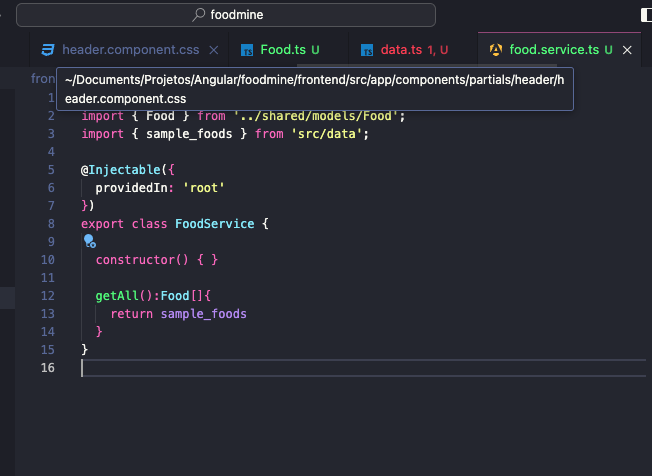 foodmine
header.component.css
Food.ts U
data.ts 1, U
food.service.ts U
fron
~/Documents/Projetos/Angular/foodmine/frontend/src/app/components/partials/header/h
eader.component.css
1
2 import { Food } from '../shared/models/Food';
3 import { sample_foods } from 'src/data';
4
5 @Injectable({
6 providedIn: 'root'
7 })
8 export class FoodService {
9
10 constructor() { }
11
12 getAll():Food[]{
13 return sample_foods
14 }
15 }
16